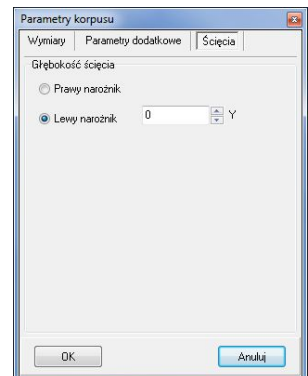 Parametry korpusu
Wymiary Parametry dodatkowe Ścięcia
Głębokość ścięcia
Prawy narożnik
Lewy narożnik 0 Y
OK Anuluj